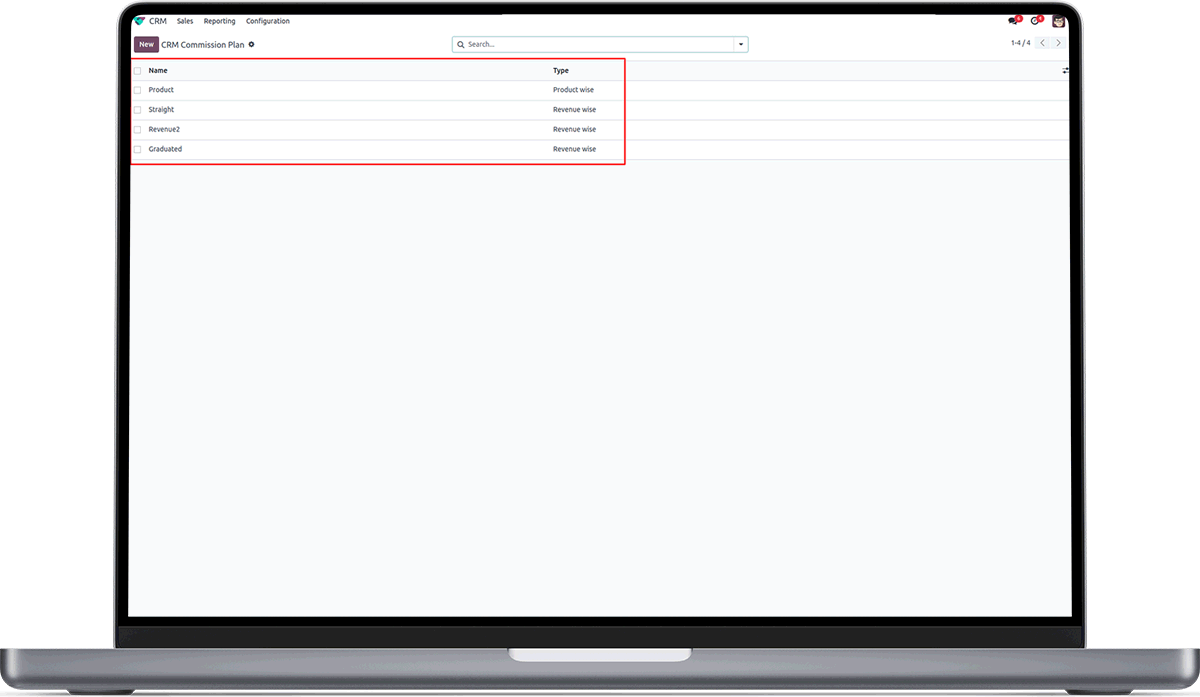 CRM Sales Reporting Configuration
New CRM Commission Plan Search... 1-4 / 4
Name Type
Product Product wise
Straight Revenue wise
Revenue2 Revenue wise
Graduated Revenue wise